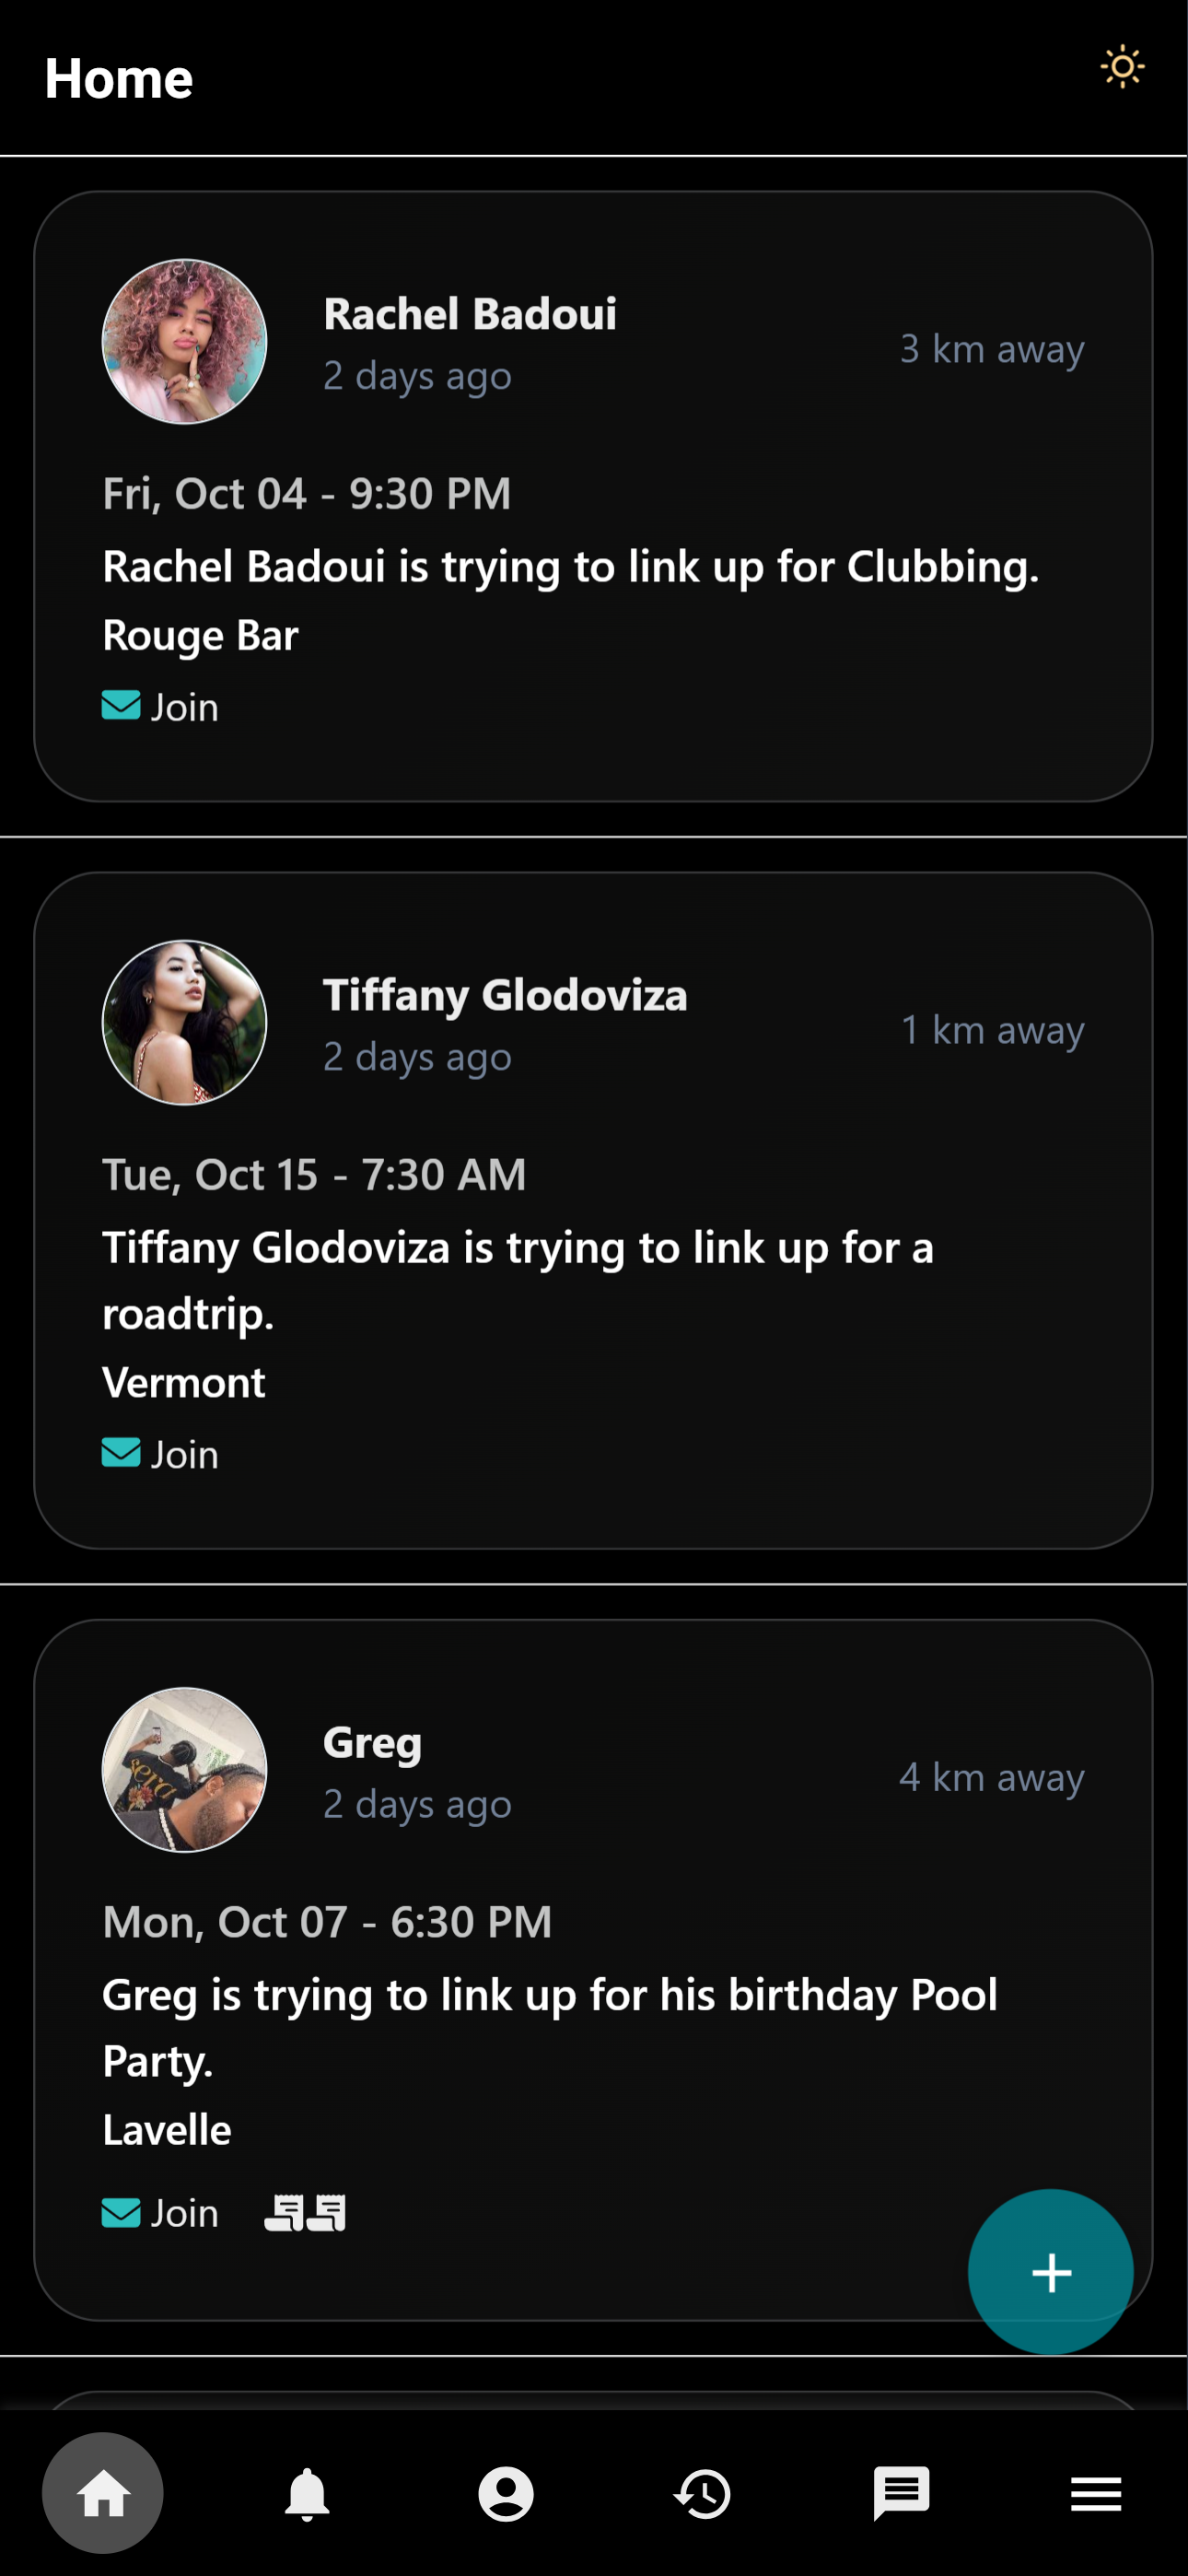 Home
Rachel Badoui
2 days ago
3 km away
Fri, Oct 04 - 9:30 PM
Rachel Badoui is trying to link up for Clubbing.
Rouge Bar
Join
Tiffany Glodoviza
2 days ago
1 km away
Tue, Oct 15 - 7:30 AM
Tiffany Glodoviza is trying to link up for a
roadtrip.
Vermont
Join
Greg
2 days ago
4 km away
Mon, Oct 07 - 6:30 PM
Greg is trying to link up for his birthday Pool
Party.
Lavelle
Join